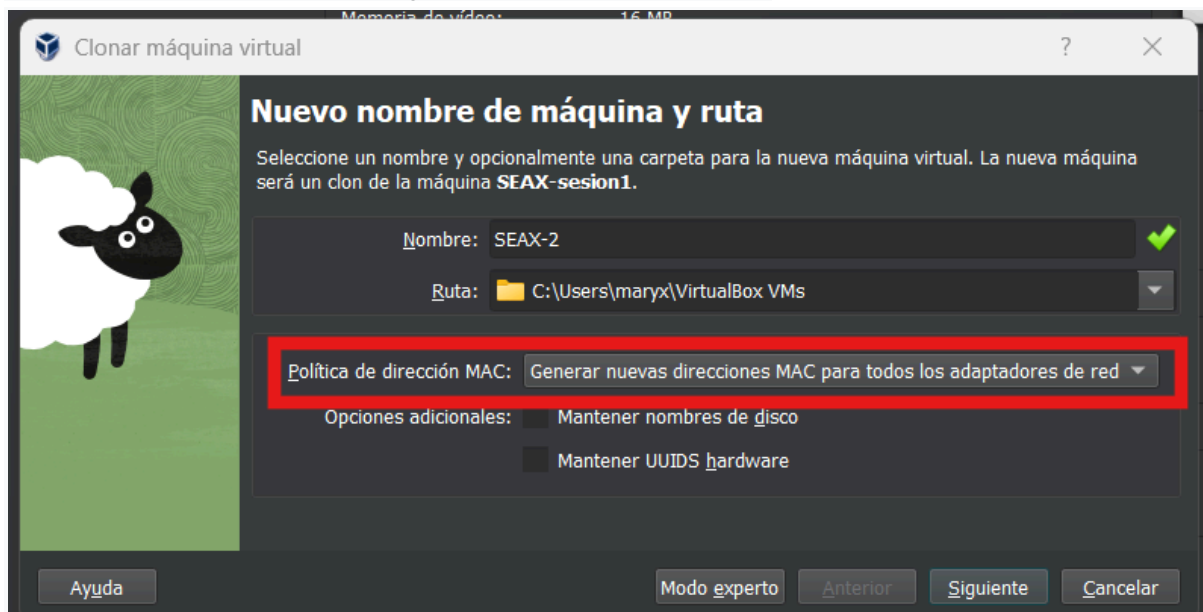 Memoria de vídeo: 16 MB
Clonar máquina virtual ?
Nuevo nombre de máquina y ruta
Seleccione un nombre y opcionalmente una carpeta para la nueva máquina virtual. La nueva máquina
será un clon de la máquina SEAX-sesion1.
Nombre: SEAX-2
Ruta: C:\Users\maryx\VirtualBox VMs
Política de dirección MAC: Generar nuevas direcciones MAC para todos los adaptadores de red
Opciones adicionales: Mantener nombres de disco
Mantener UUIDS hardware
Ayuda Modo experto Anterior Siguiente Cancelar